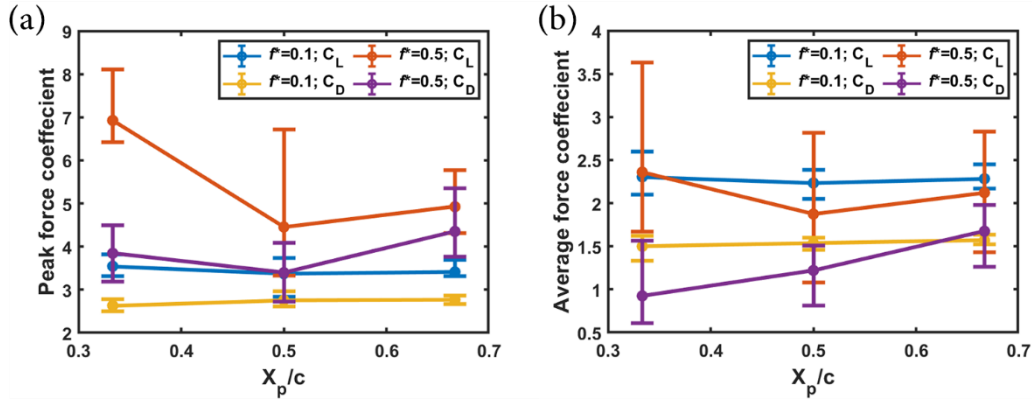 (a)
9
8
7
6
5
4
3
2
Peak force coeffecient
f*=0.1; C_L f*=0.5; C_L
f*=0.1; C_D f*=0.5; C_D
0.3 0.4 0.5 0.6 0.7
X_p/c
(b)
4
3.5
3
2.5
2
1.5
1
0.5
Average force coeffecient
f*=0.1; C_L f*=0.5; C_L
f*=0.1; C_D f*=0.5; C_D
0.3 0.4 0.5 0.6 0.7
X_p/c